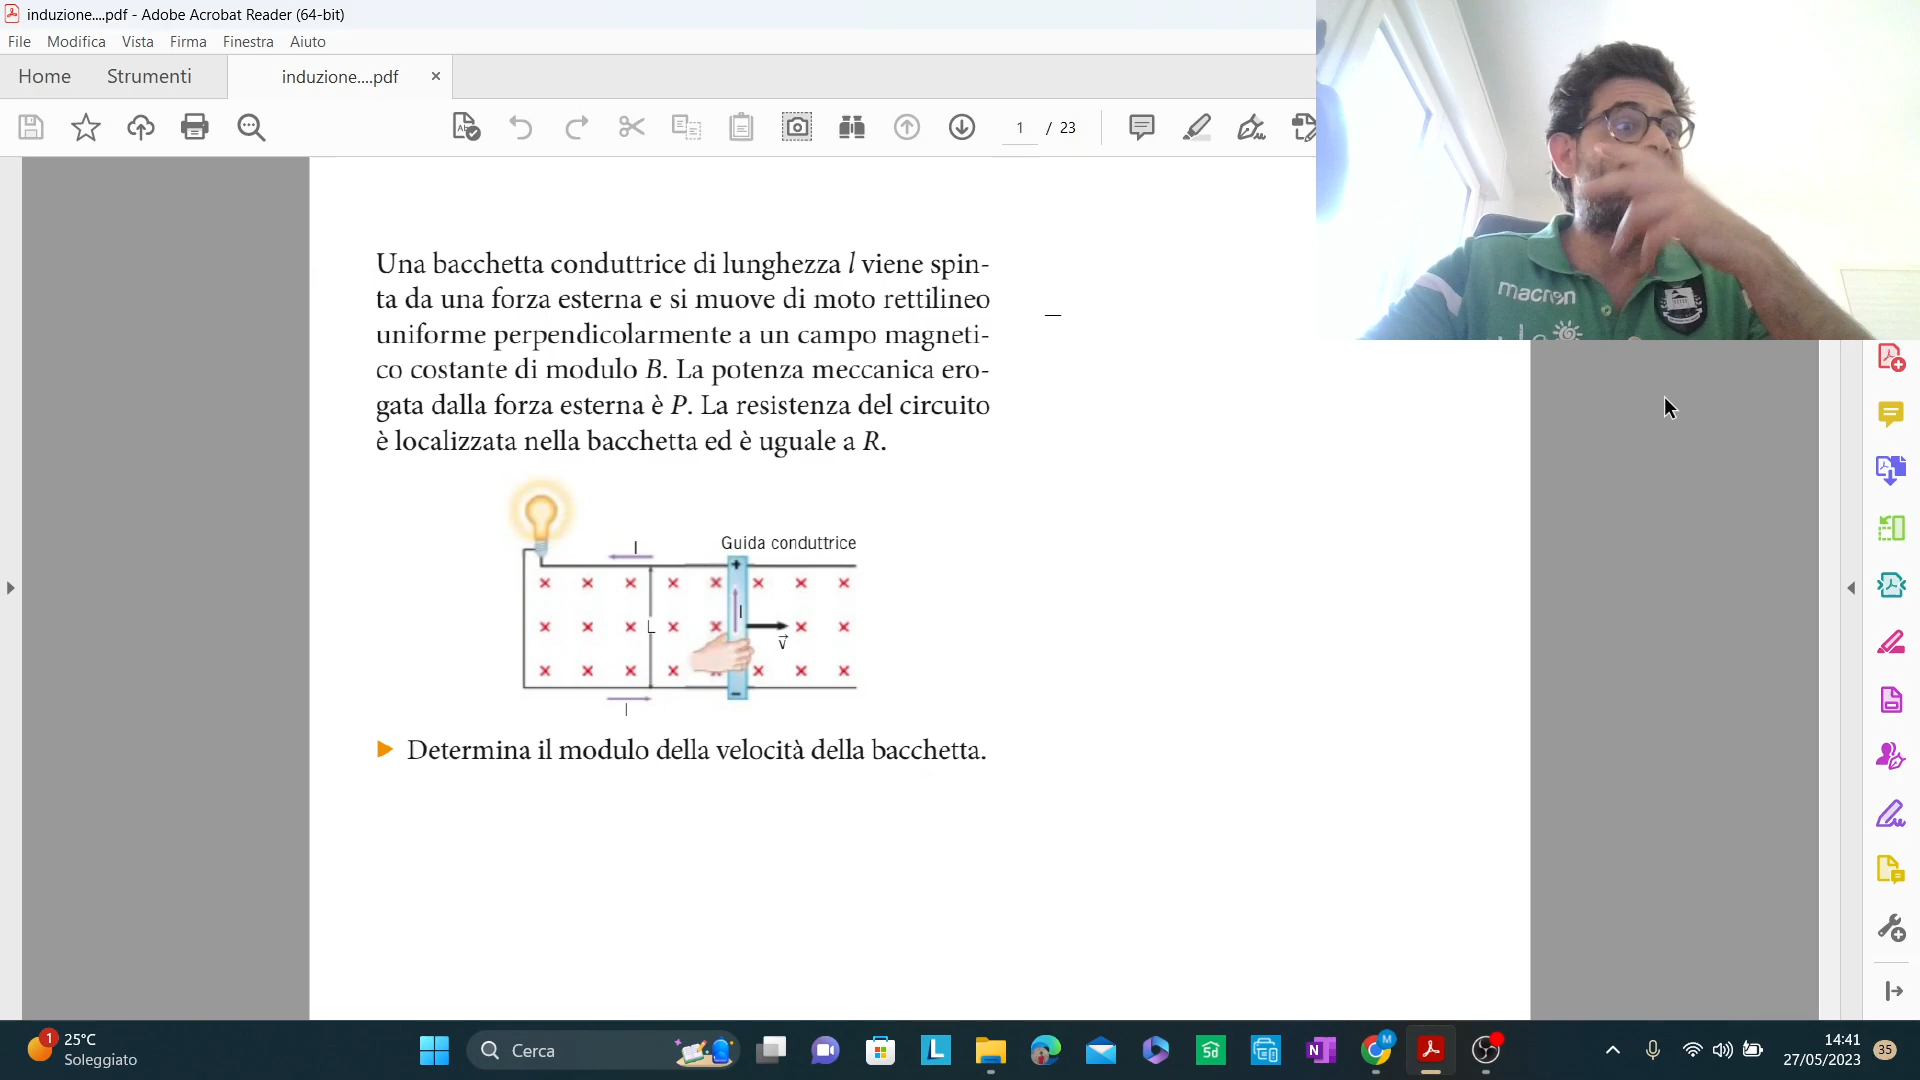 induzione....pdf - Adobe Acrobat Reader (64-bit)
File Modifica Vista Firma Finestra Aiuto
Home Strumenti induzione....pdf ×
1 / 23
Una bacchetta conduttrice di lunghezza l viene spin-
ta da una forza esterna e si muove di moto rettilineo
uniforme perpendicolarmente a un campo magneti-
co costante di modulo B. La potenza meccanica ero-
gata dalla forza esterna è P. La resistenza del circuito
è localizzata nella bacchetta ed è uguale a R.
I
Guida conduttrice
+
I
L
v
−
I
Determina il modulo della velocità della bacchetta.
macron
1
25°C
Soleggiato
Cerca
L
Sd
N
M
14:41
27/05/2023
35